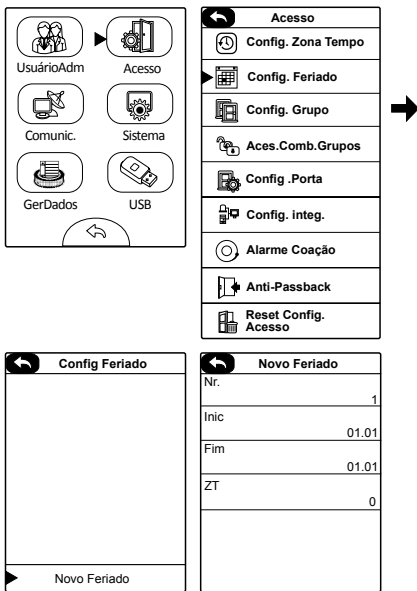 UsuárioAdm Acesso
Comunic. Sistema
GerDados USB
Acesso
Config. Zona Tempo
Config. Feriado
Config. Grupo
Aces.Comb.Grupos
Config .Porta
Config. integ.
Alarme Coação
Anti-Passback
Reset Config.
Acesso
Config Feriado
Novo Feriado
Novo Feriado
Nr.
1
Inic
01.01
Fim
01.01
ZT
0